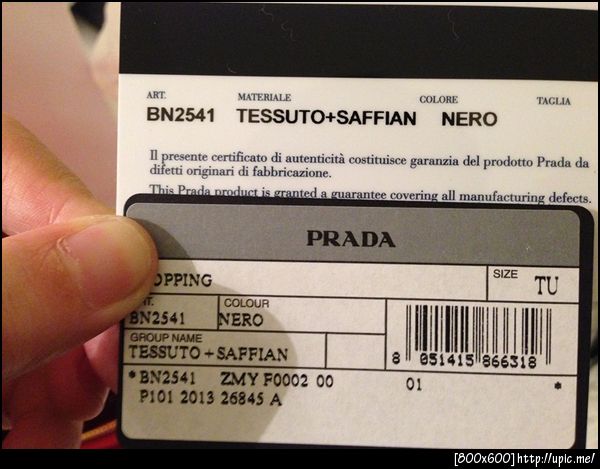 ART. MATERIALE COLORE TAGLIA
BN2541 TESSUTO+SAFFIAN NERO
Il presente certificato di autenticità costituisce garanzia del prodotto Prada da
difetti originari di fabbricazione.
This Prada product is granted a guarantee covering all manufacturing defects.
PRADA
OPPING SIZE TU
COLOUR
BN2541 NERO
GROUP NAME
TESSUTO+SAFFIAN
8 051415 866318
*BN2541 ZMY F0002 00 01 *
P101 2013 26845 A
[800x600]http://upic.me/